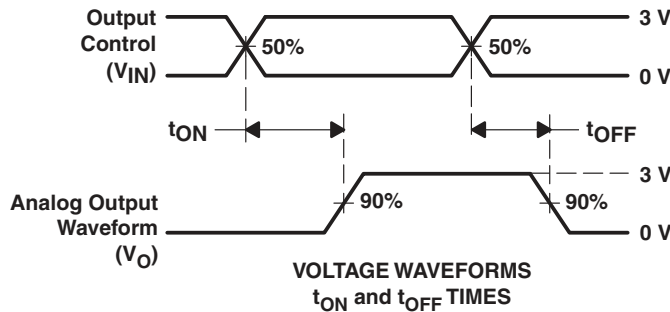 Output
Control
(VIN)
50%
50%
3 V
0 V
tON
tOFF
Analog Output
Waveform
(VO)
90%
90%
3 V
0 V
VOLTAGE WAVEFORMS
tON and tOFF TIMES